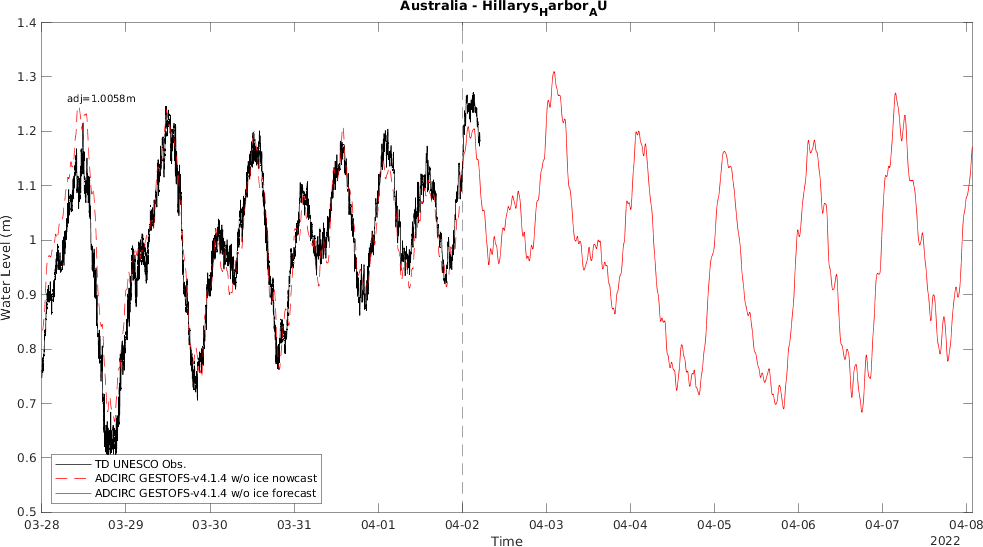 Australia - HillarysHarborAU
1.4
1.3
adj=1.0058m
1.2
1.1
1
0.9
0.8
0.7
0.6
0.5
Water Level (m)
TD UNESCO Obs.
ADCIRC GESTOFS-v4.1.4 w/o ice nowcast
ADCIRC GESTOFS-v4.1.4 w/o ice forecast
03-28 03-29 03-30 03-31 04-01 04-02 04-03 04-04 04-05 04-06 04-07 04-08
Time
2022